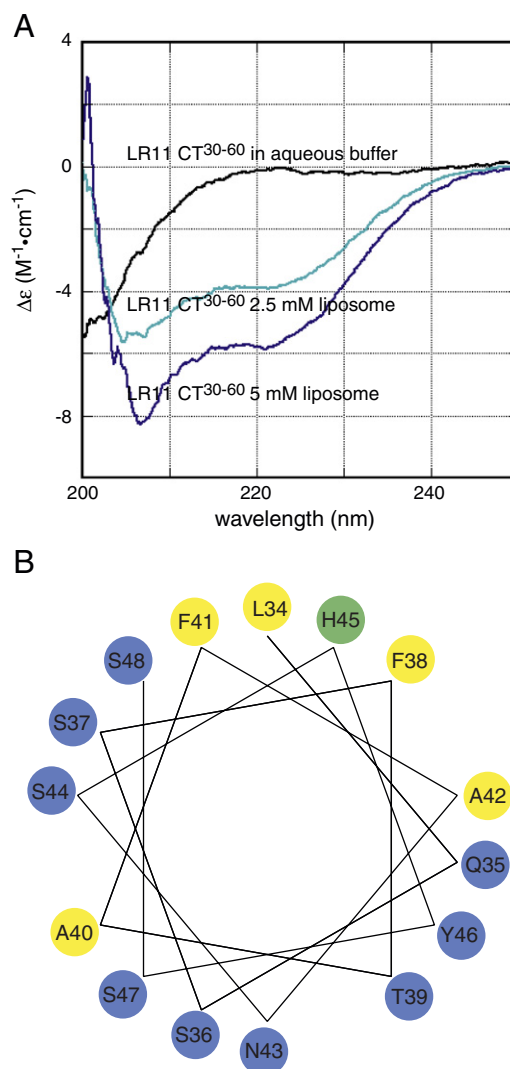 A
4
0
-4
-8
Δε (M⁻¹•cm⁻¹)
LR11 CT³⁰⁻⁶⁰ in aqueous buffer
LR11 CT³⁰⁻⁶⁰ 2.5 mM liposome
LR11 CT³⁰⁻⁶⁰ 5 mM liposome
200 220 240
wavelength (nm)
B
F41 L34 H45
S48 F38
S37
S44 A42
Q35
A40 Y46
S47 T39
S36 N43